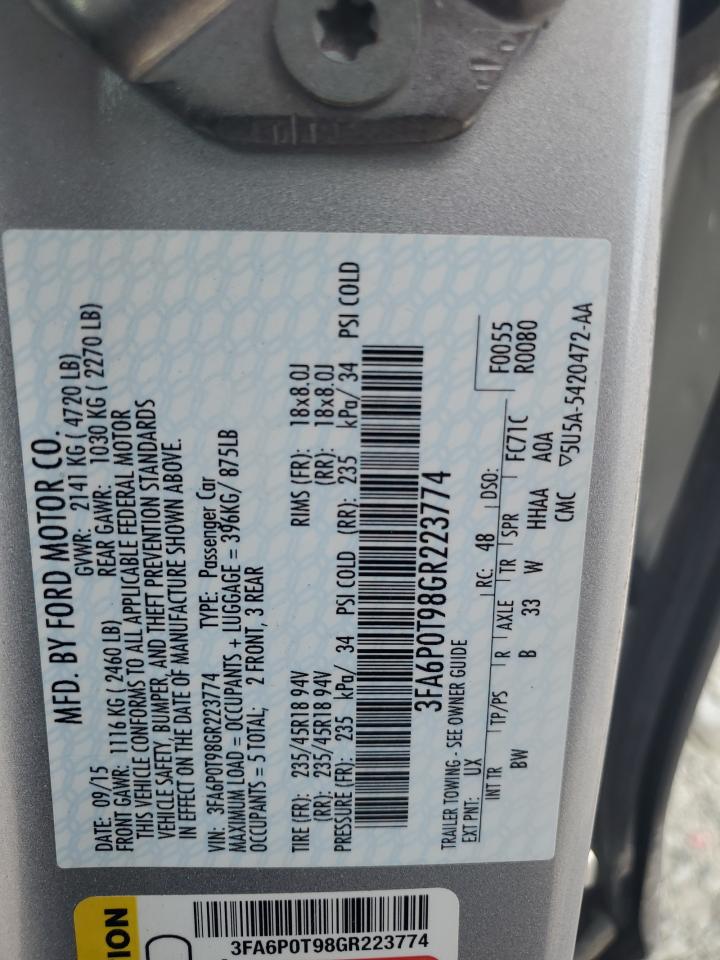 MFD. BY FORD MOTOR CO.
DATE: 09/15 GVWR: 2141 KG ( 4720 LB)
FRONT GAWR: 1116 KG ( 2460 LB) REAR GAWR: 1030 KG ( 2270 LB)
THIS VEHICLE CONFORMS TO ALL APPLICABLE FEDERAL MOTOR
VEHICLE SAFETY, BUMPER, AND THEFT PREVENTION STANDARDS
IN EFFECT ON THE DATE OF MANUFACTURE SHOWN ABOVE.
VIN: 3FA6P0T98GR223774 TYPE: Passenger Car
MAXIMUM LOAD = OCCUPANTS + LUGGAGE = 396KG/ 875LB
OCCUPANTS = 5 TOTAL; 2 FRONT, 3 REAR
TIRE (FR): 235/45R18 94V RIMS (FR): 18x8.0J
(RR): 235/45R18 94V (RR): 18x8.0J
PRESSURE (FR): 235 kPa/ 34 PSI COLD (RR): 235 kPa/ 34 PSI COLD
3FA6P0T98GR223774
TRAILER TOWING - SEE OWNER GUIDE
EXT PNT: UX RC: 48 DSO: F0055
R0080
INT TR TP/PS R AXLE TR SPR FC71C
BW B 33 W HHAA A0A
CMC ▽5U5A-5420472-AA
ION
3FA6P0T98GR223774